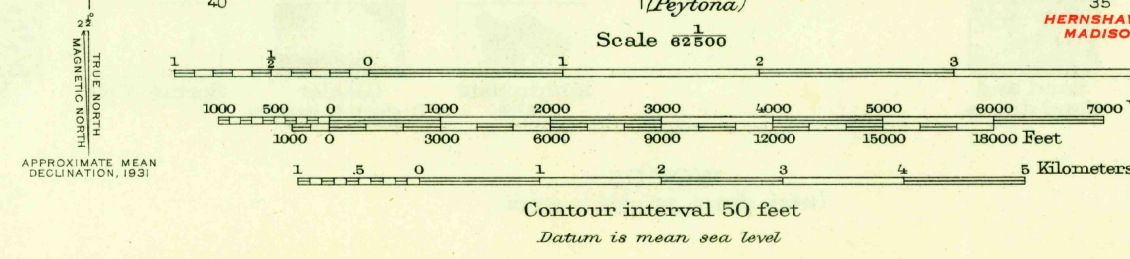 40 (Peytona) 35
HERNSHAW
MADISO
2½°
TRUE NORTH
MAGNETIC NORTH
APPROXIMATE MEAN
DECLINATION, 1931
Scale 1/62500
1 ½ 0 1 2 3
1000 500 0 1000 2000 3000 4000 5000 6000 7000
1000 0 3000 6000 9000 12000 15000 18000 Feet
1 .5 0 1 2 3 4 5 Kilometers
Contour interval 50 feet
Datum is mean sea level